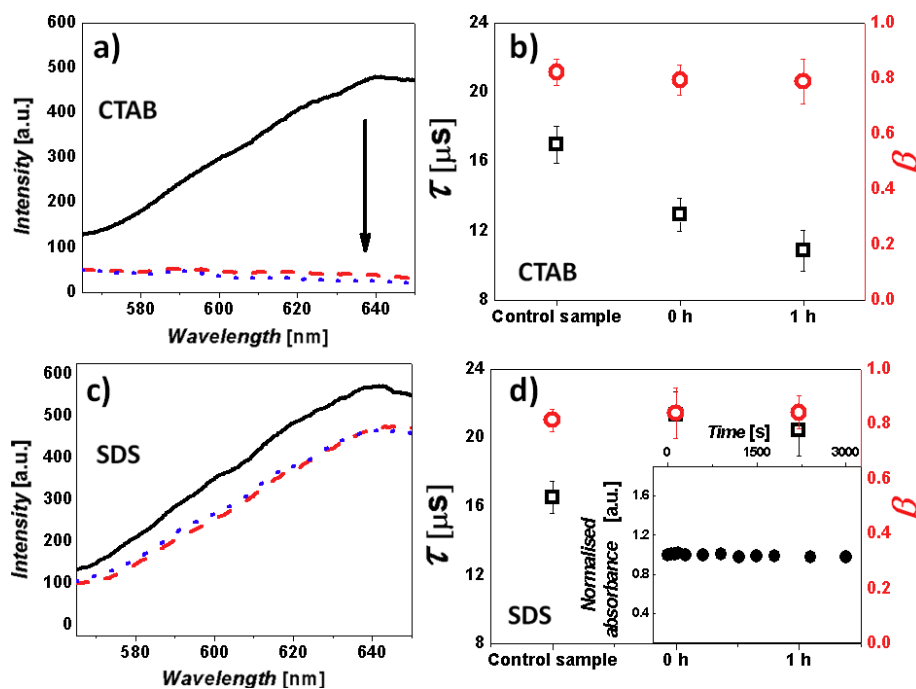 a)
CTAB
600
500
400
300
200
100
0
Intensity [a.u.]
580 600 620 640
Wavelength [nm]
b)
CTAB
24
20
16
12
8
τ [μs]
1.0
0.8
0.6
0.4
0.2
0.0
β
Control sample 0 h 1 h
c)
SDS
600
500
400
300
200
100
0
Intensity [a.u.]
580 600 620 640
Wavelength [nm]
d)
SDS
24
20
16
12
8
τ [μs]
Time [s]
0 1500 3000
1.6
1.0
0.4
Normalised
absorbance [a.u.]
1.0
0.8
0.6
0.4
0.2
0.0
β
Control sample 0 h 1 h